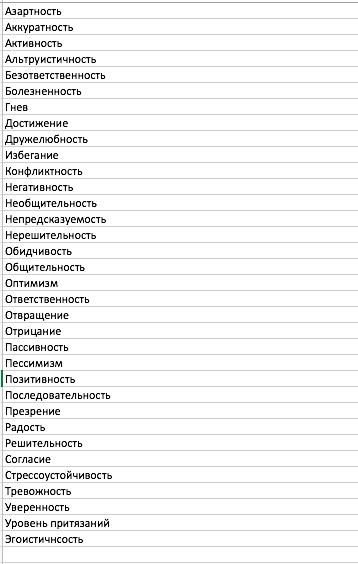 Азартность
Аккуратность
Активность
Альтруистичность
Безответственность
Болезненность
Гнев
Достижение
Дружелюбность
Избегание
Конфликтность
Негативность
Необщительность
Непредсказуемость
Нерешительность
Обидчивость
Общительность
Оптимизм
Ответственность
Отвращение
Отрицание
Пассивность
Пессимизм
Позитивность
Последовательность
Презрение
Радость
Решительность
Согласие
Стрессоустойчивость
Тревожность
Уверенность
Уровень притязаний
Эгоистичнсость